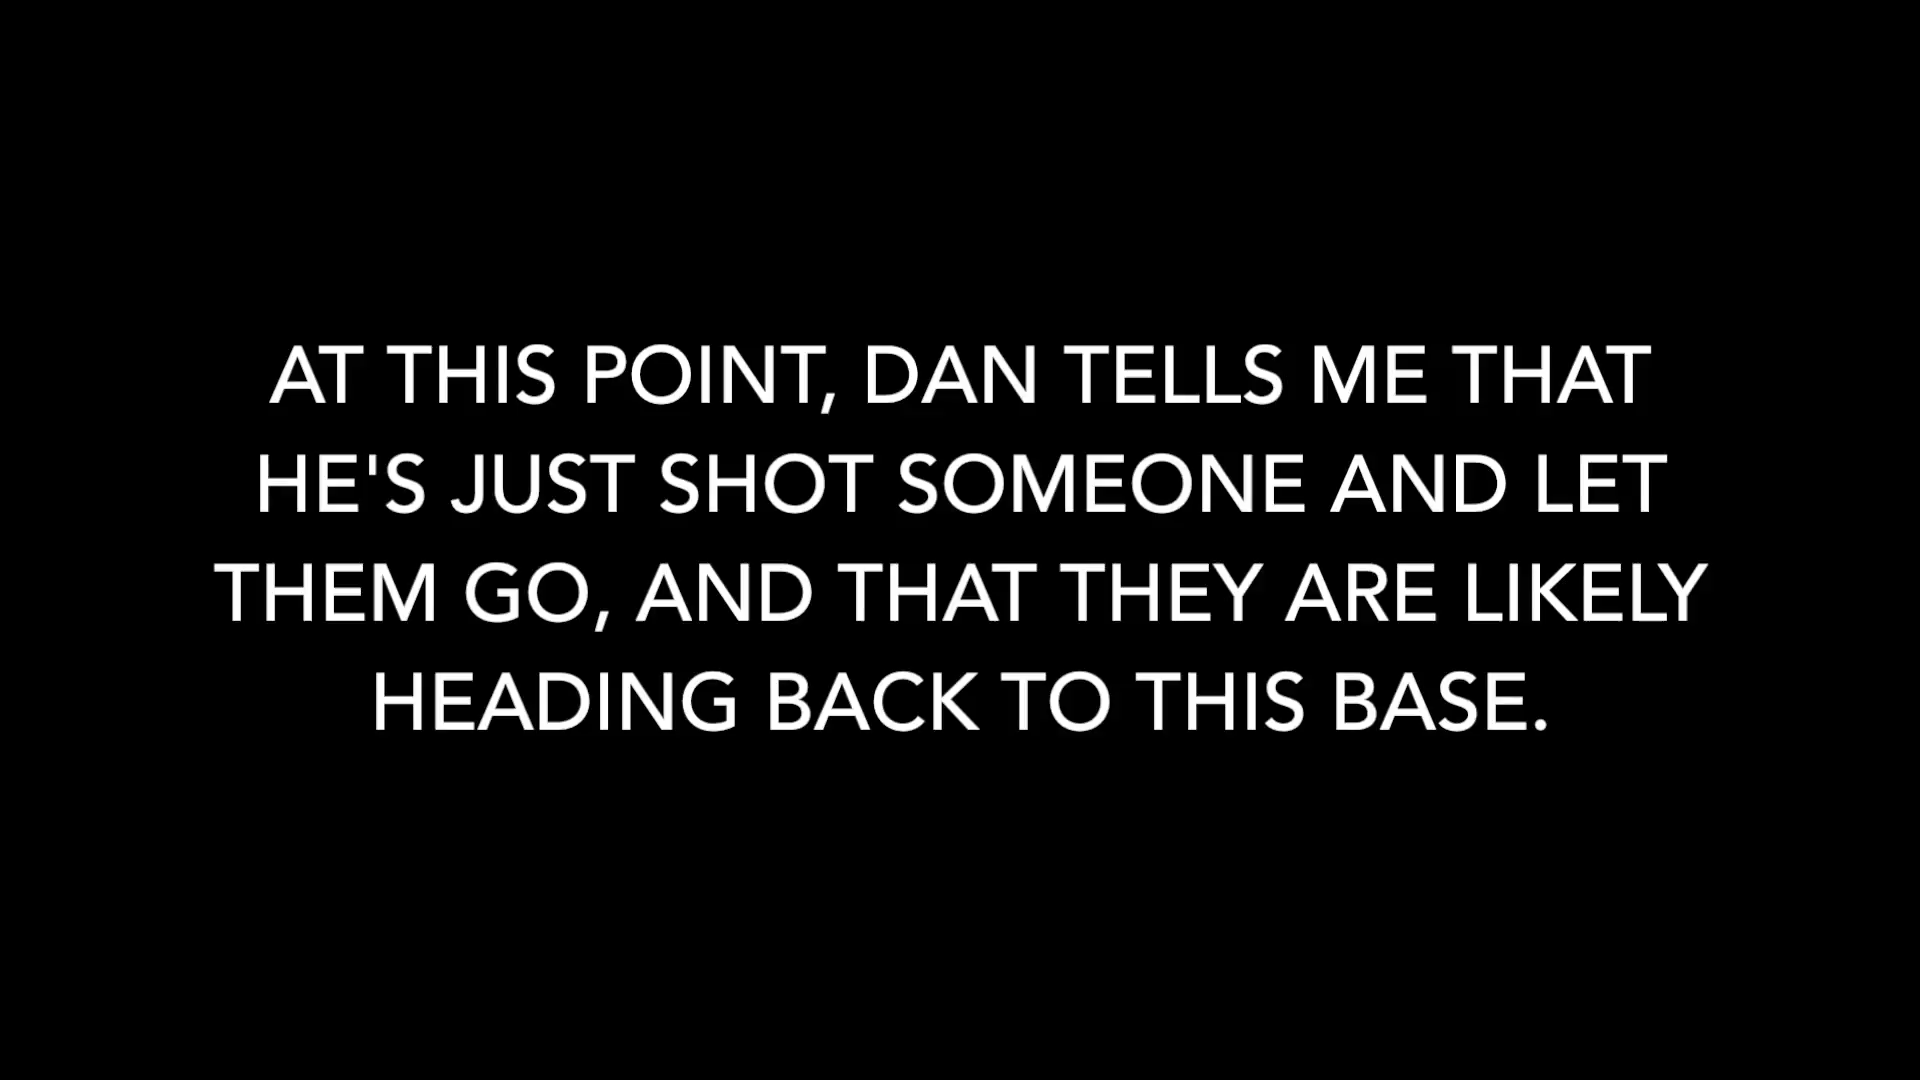 AT THIS POINT, DAN TELLS ME THAT
HE'S JUST SHOT SOMEONE AND LET
THEM GO, AND THAT THEY ARE LIKELY
HEADING BACK TO THIS BASE.